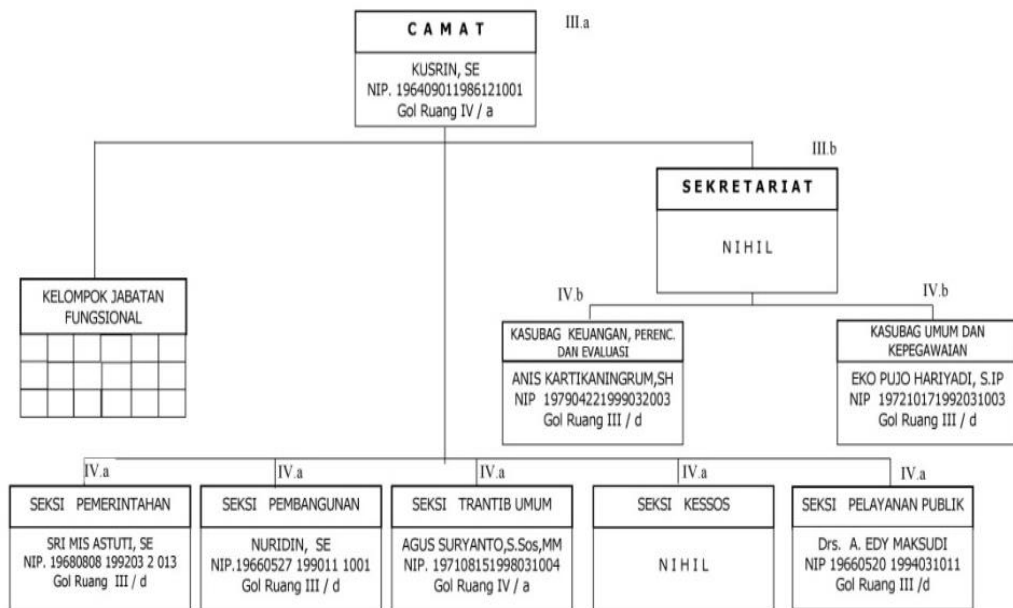 C A M A T
III.a
KUSRIN, SE
NIP. 196409011986121001
Gol Ruang IV / a
III.b
SEKRETARIAT
N I H I L
KELOMPOK JABATAN
FUNGSIONAL
IV.b
KASUBAG KEUANGAN, PERENC.
DAN EVALUASI
ANIS KARTIKANINGRUM,SH
NIP 197904221999032003
Gol Ruang III / d
IV.b
KASUBAG UMUM DAN
KEPEGAWAIAN
EKO PUJO HARIYADI, S.IP
NIP 197210171992031003
Gol Ruang III / d
IV.a
SEKSI PEMERINTAHAN
SRI MIS ASTUTI, SE
NIP. 19680808 199203 2 013
Gol Ruang III / d
IV.a
SEKSI PEMBANGUNAN
NURIDIN, SE
NIP.19660527 199011 1001
Gol Ruang III / d
IV.a
SEKSI TRANTIB UMUM
AGUS SURYANTO,S.Sos,MM
NIP. 197108151998031004
Gol Ruang IV / a
IV.a
SEKSI KESSOS
N I H I L
IV.a
SEKSI PELAYANAN PUBLIK
Drs. A. EDY MAKSUDI
NIP 19660520 1994031011
Gol Ruang III /d